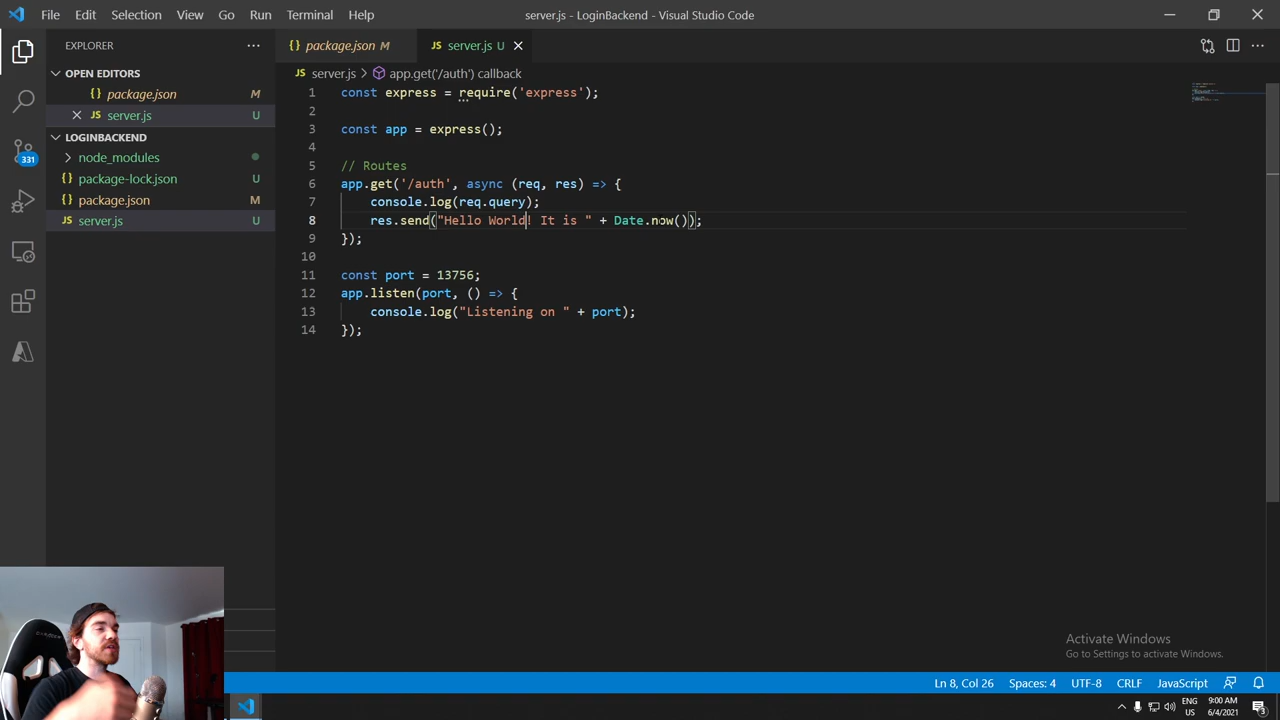 File Edit Selection View Go Run Terminal Help
server.js - LoginBackend - Visual Studio Code
EXPLORER
OPEN EDITORS
{} package.json M
JS server.js U
LOGINBACKEND
node_modules
{} package-lock.json U
{} package.json M
JS server.js U
331
{} package.json M
JS server.js U
JS server.js > app.get('/auth') callback
1 const express = require('express');
2
3 const app = express();
4
5 // Routes
6 app.get('/auth', async (req, res) => {
7 console.log(req.query);
8 res.send("Hello World! It is " + Date.now());
9 });
10
11 const port = 13756;
12 app.listen(port, () => {
13 console.log("Listening on " + port);
14 });
Activate Windows
Go to Settings to activate Windows.
Ln 8, Col 26 Spaces: 4 UTF-8 CRLF JavaScript
ENG
US
9:00 AM
6/4/2021
3